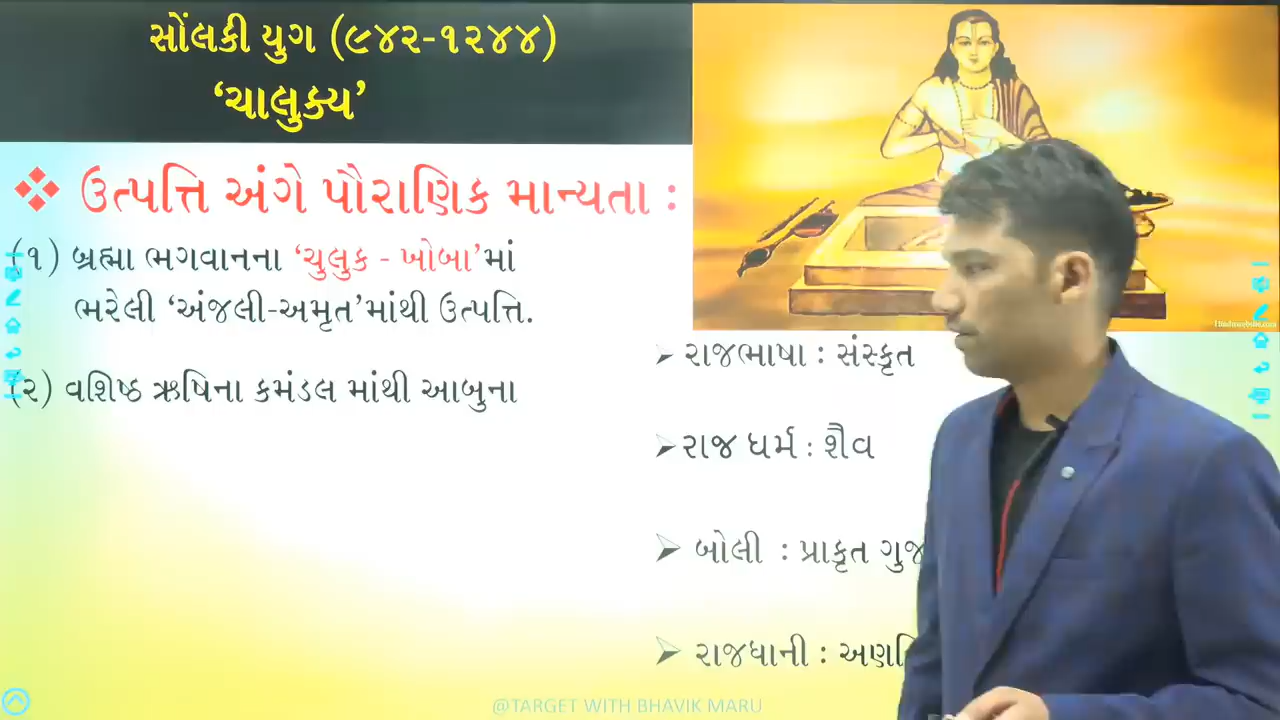 સોંલકી યુગ (૯૪૨-૧૨૪૪)
‘ચાલુક્ય’
ઉત્પત્તિ અંગે પૌરાણિક માન્યતા :
(૧) બ્રહ્મા ભગવાનના ‘ચુલુક - ખોબા’માં
ભરેલી ‘અંજલી-અમૃત’માંથી ઉત્પત્તિ.
(૨) વશિષ્ઠ ઋષિના કમંડલ માંથી આબુના
રાજભાષા : સંસ્કૃત
રાજ ધર્મ : શૈવ
બોલી : પ્રાકૃત
રાજધાની :
@TARGET WITH BHAVIK MARU